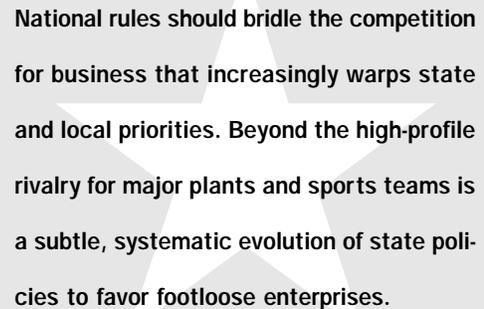 National rules should bridle the competition
for business that increasingly warps state
and local priorities. Beyond the high-profile
rivalry for major plants and sports teams is
a subtle, systematic evolution of state poli-
cies to favor footloose enterprises.